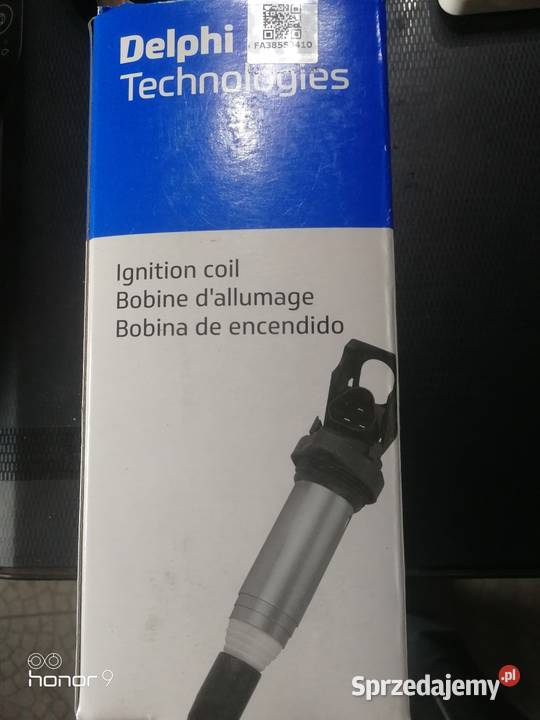 Delphi
Technologies
Ignition coil
Bobine d'allumage
Bobina de encendido
honor 9
Sprzedajemy.pl